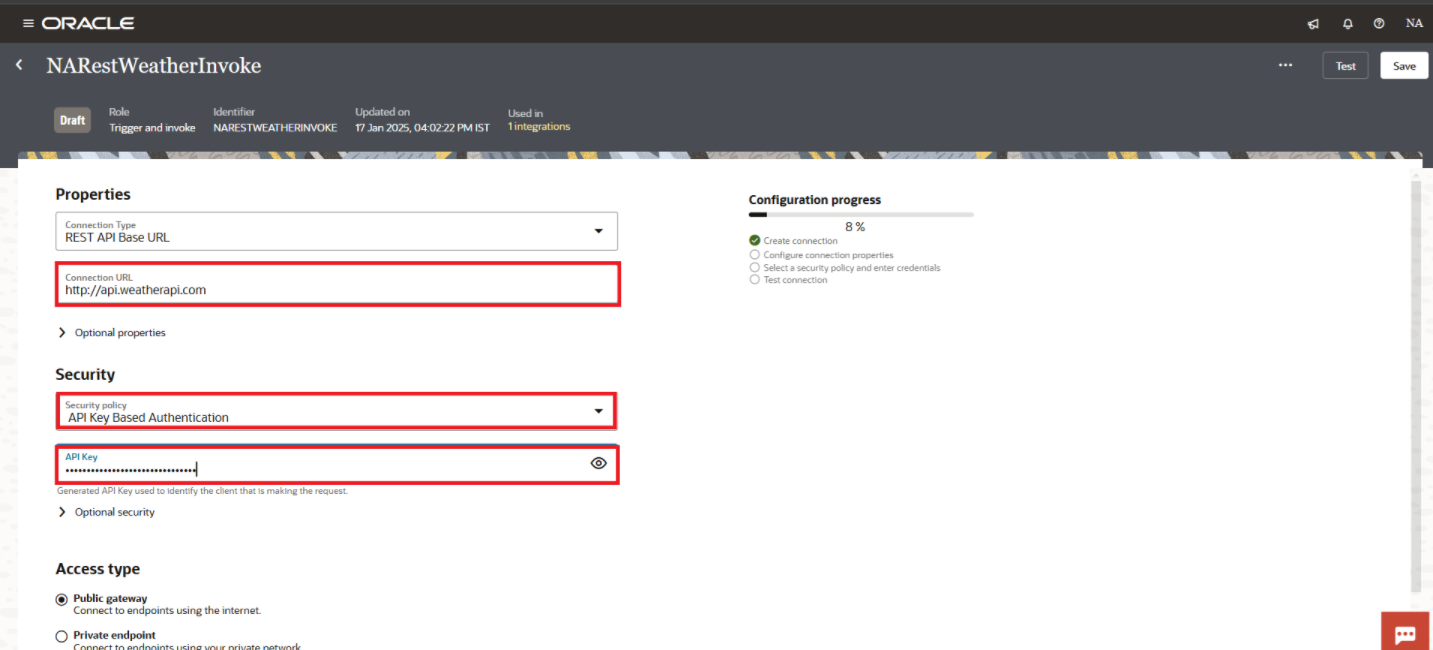 ORACLE
NA
NARestWeatherInvoke
Test
Save
Draft
Role
Trigger and invoke
Identifier
NARESTWEATHERINVOKE
Updated on
17 Jan 2025, 04:02:22 PM IST
Used in
1 integrations
Properties
Connection Type
REST API Base URL
Connection URL
http://api.weatherapi.com
Optional properties
Security
Security policy
API Key Based Authentication
API Key
Generated API Key used to identify the client that is making the request.
Optional security
Access type
Public gateway
Connect to endpoints using the internet.
Private endpoint
Connect to endpoints using your private network.
Configuration progress
8 %
Create connection
Configure connection properties
Select a security policy and enter credentials
Test connection